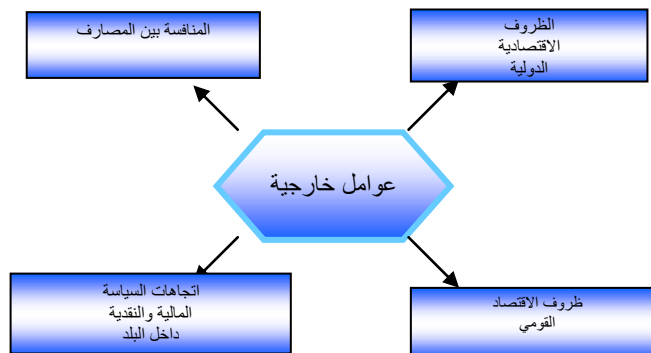 الظروف
الاقتصادية
الدولية
المنافسة بين المصارف
عوامل خارجية
ظروف الاقتصاد
القومي
اتجاهات السياسة
المالية والنقدية
داخل البلد